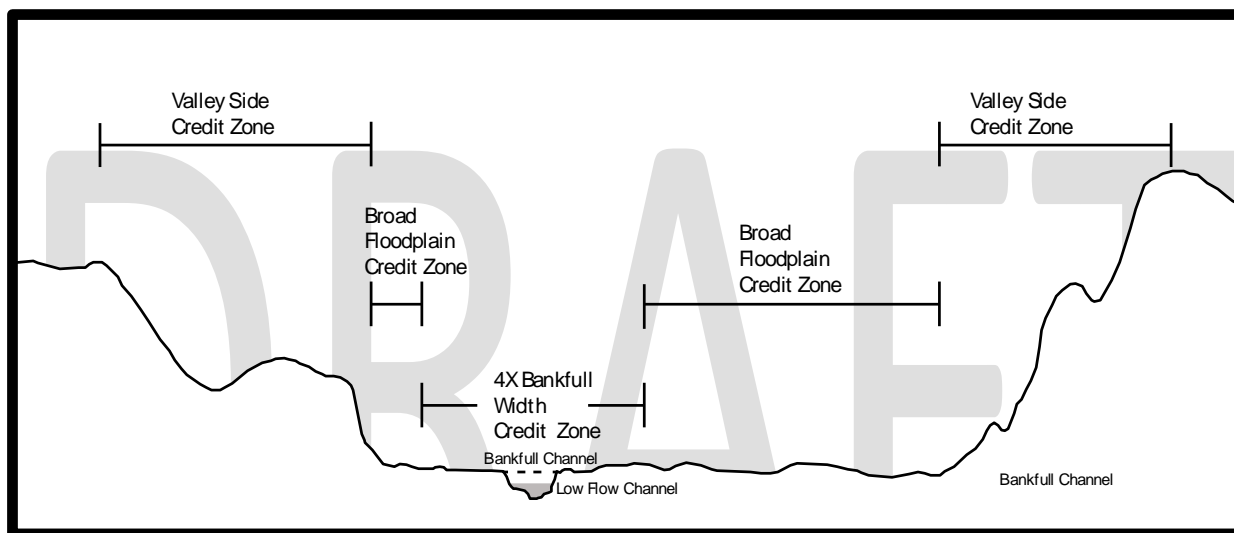 Valley Side
Credit Zone
Valley Side
Credit Zone
Broad
Floodplain
Credit Zone
Broad
Floodplain
Credit Zone
4X Bankfull
Width
Credit Zone
Bankfull Channel
Low Flow Channel
Bankfull Channel
DRAFT